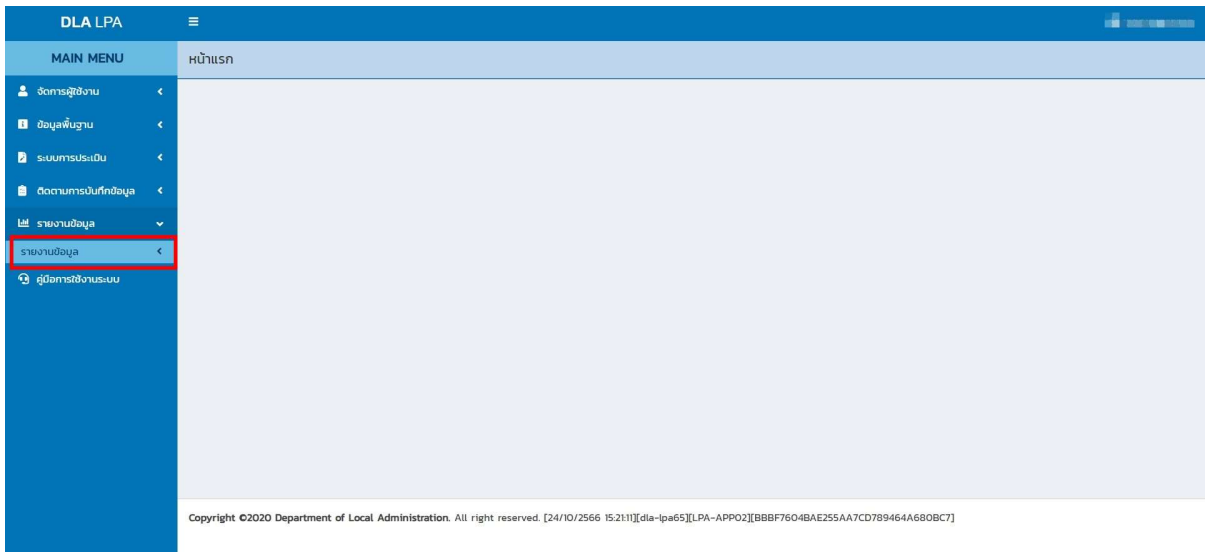 DLA LPA
MAIN MENU
หน้าแรก
จัดการผู้ใช้งาน
ข้อมูลพื้นฐาน
ระบบการประเมิน
ติดตามการบันทึกข้อมูล
รายงานข้อมูล
รายงานข้อมูล
คู่มือการใช้งานระบบ
Copyright ©2020 Department of Local Administration. All right reserved. [24/10/2566 15:21:11][dla-lpa65][LPA-APP02][BBBF7604BAE255AA7CD789464A680BC7]